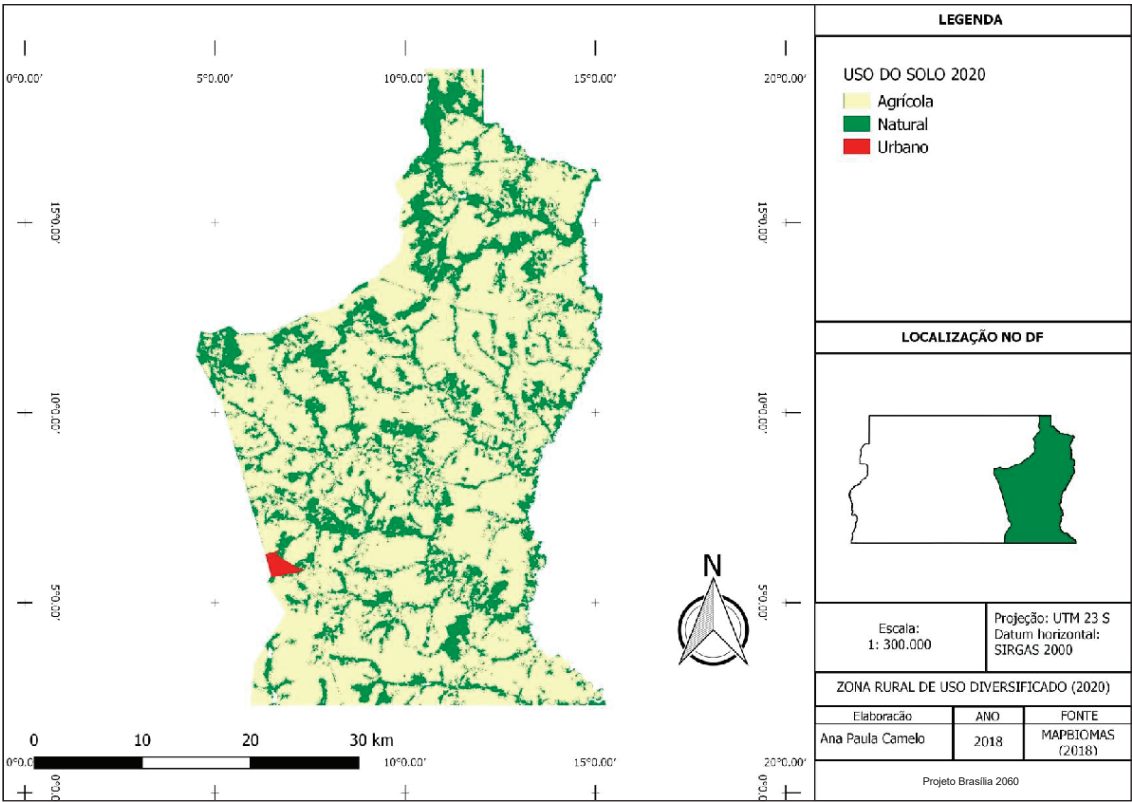 LEGENDA
USO DO SOLO 2020
Agrícola
Natural
Urbano
0°0.00' 5°0.00' 10°0.00' 15°0.00' 20°0.00'
15°0.00' 15°0.00'
10°0.00' 10°0.00'
5°0.00' 5°0.00'
LOCALIZAÇÃO NO DF
N
Escala:
1: 300.000
Projeção: UTM 23 S
Datum horizontal:
SIRGAS 2000
ZONA RURAL DE USO DIVERSIFICADO (2020)
Elaboracão ANO FONTE
Ana Paula Camelo 2018 MAPBIOMAS
(2018)
Projeto Brasília 2060
0 10 20 30 km
10°0.00' 15°0.00' 20°0.00'